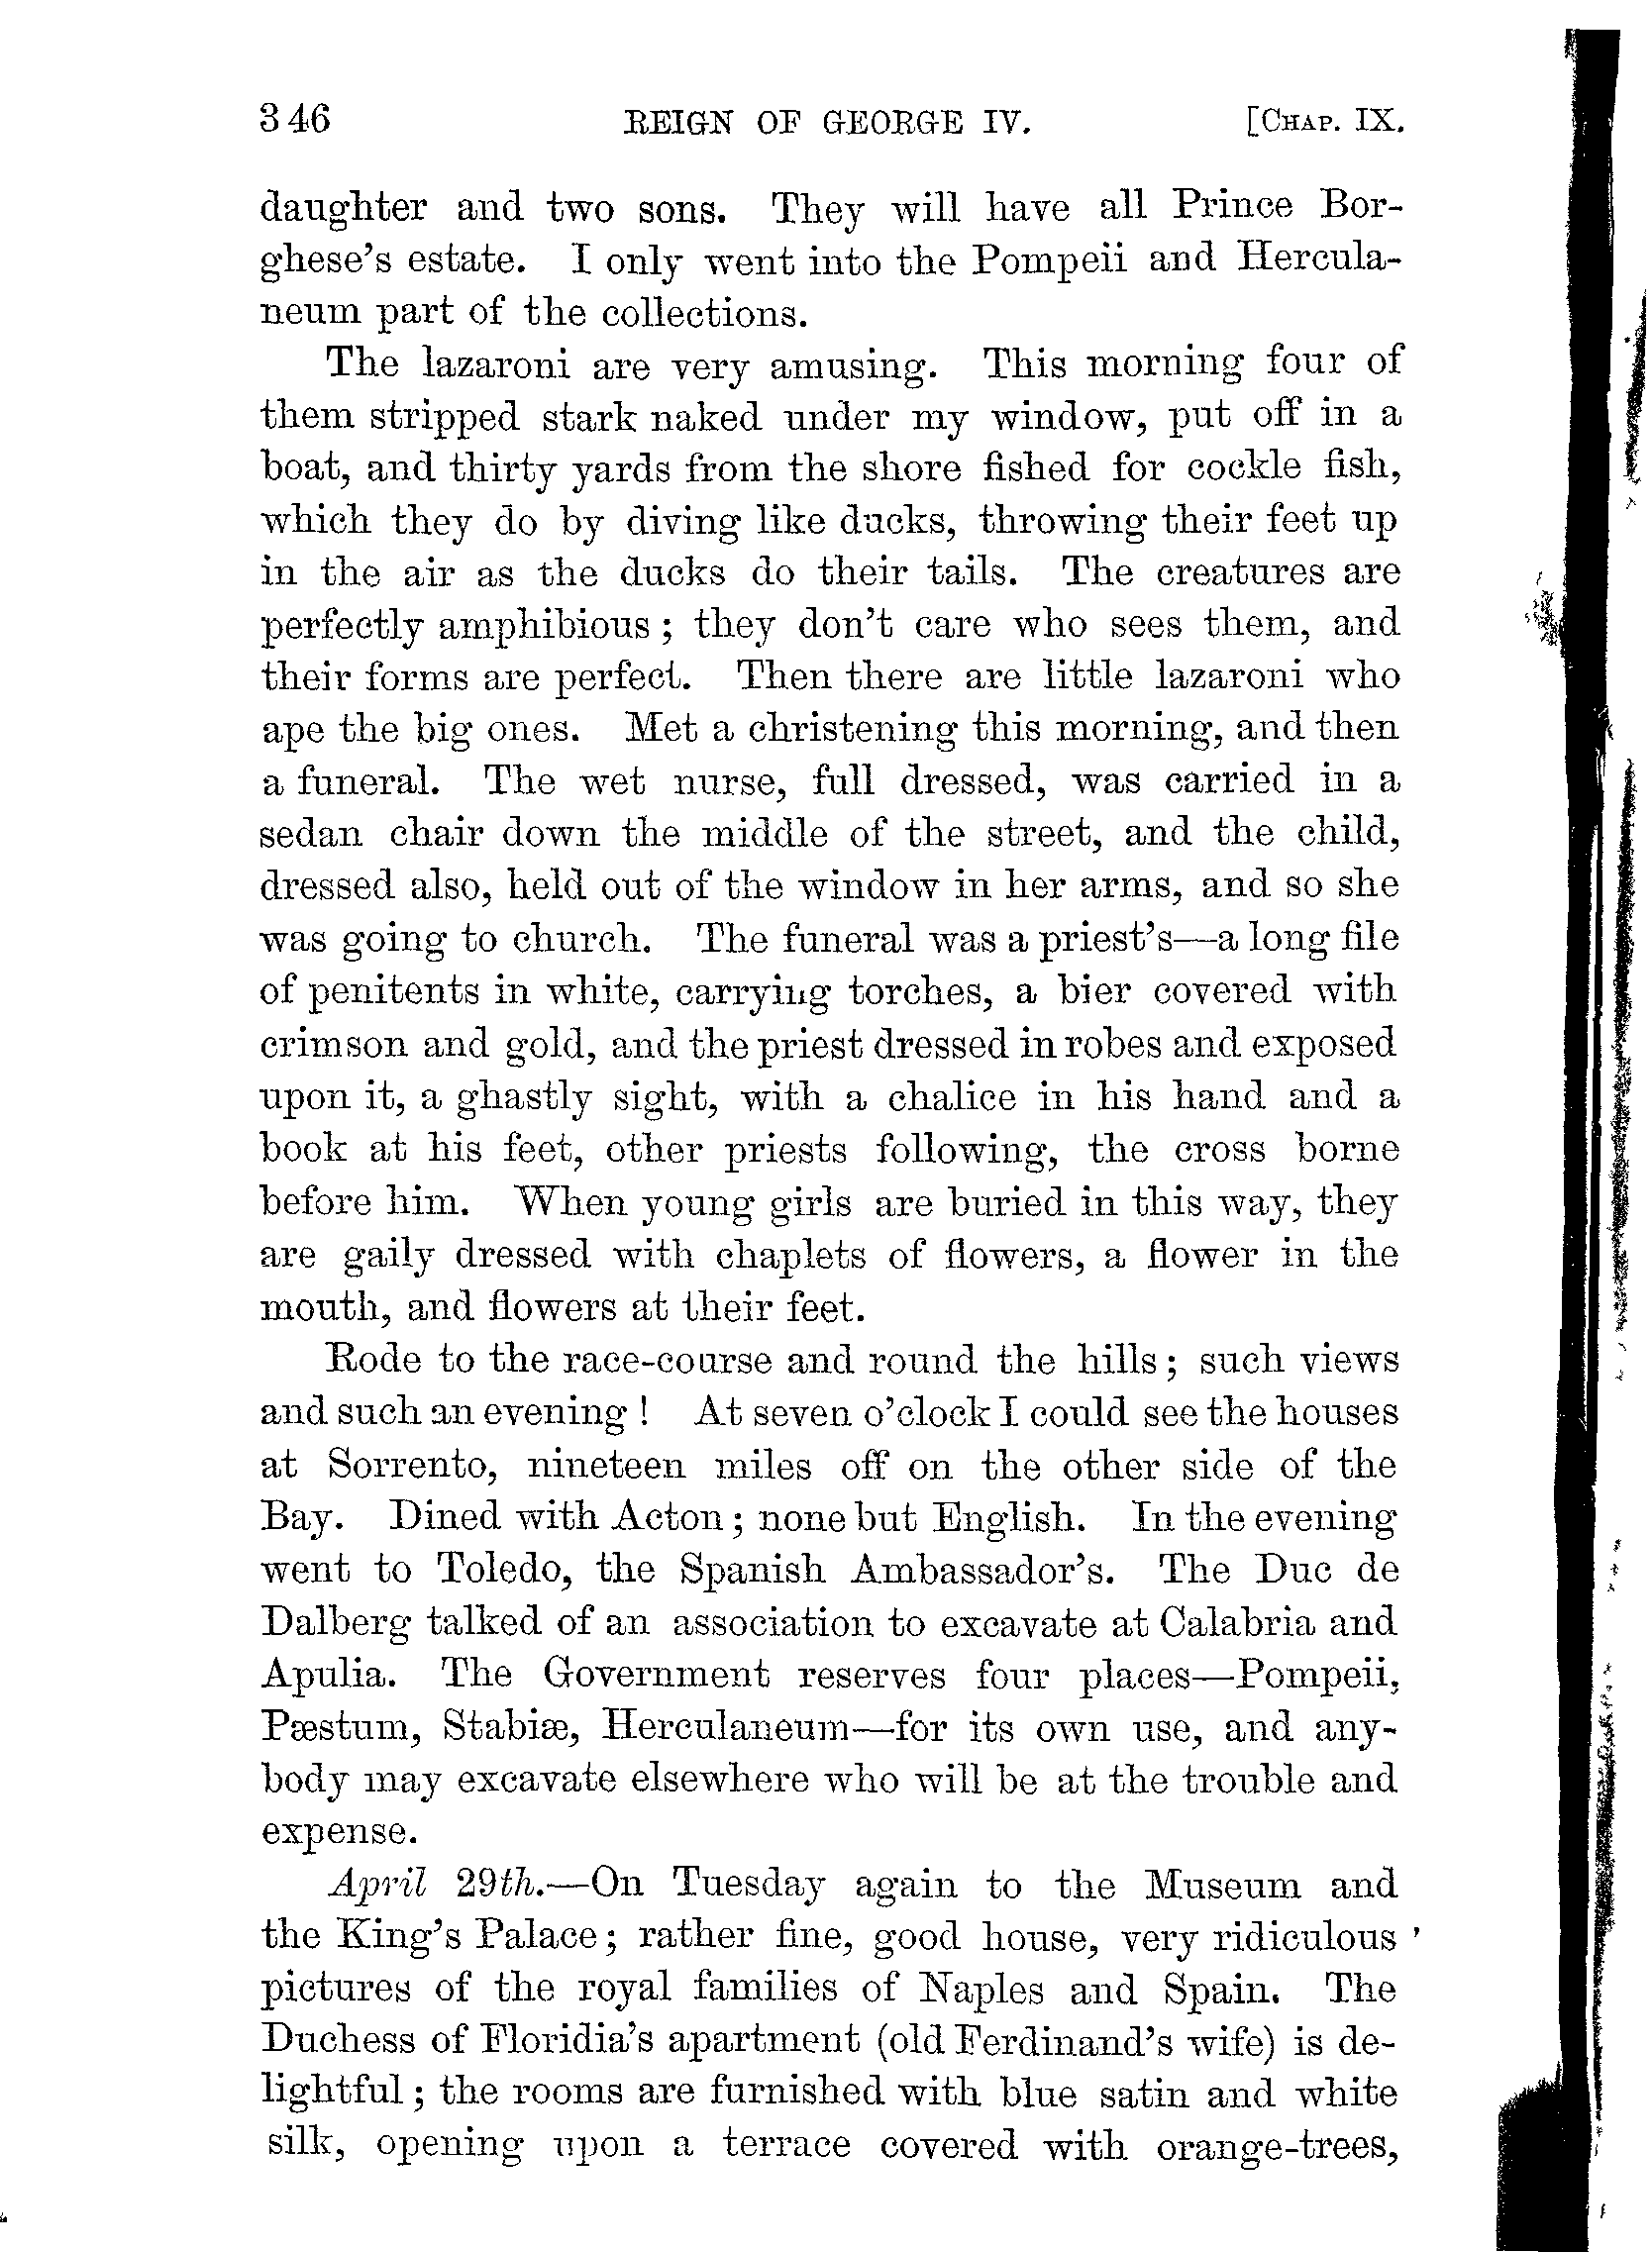 346 REIGN OF GEORGE IV. [CHAP. IX.
daughter and two sons. They will have all Prince Bor-
ghese's estate. I only went into the Pompeii and Hercula-
neum part of the collections.
The lazaroni are very amusing. This morning four of
them stripped stark naked under my window, put off in a
boat, and thirty yards from the shore fished for cockle fish,
which they do by diving like ducks, throwing their feet up
in the air as the ducks do their tails. The creatures are
perfectly amphibious; they don't care who sees them, and
their forms are perfect. Then there are little lazaroni who
ape the big ones. Met a christening this morning, and then
a funeral. The wet nurse, full dressed, was carried in a
sedan chair down the middle of the street, and the child,
dressed also, held out of the window in her arms, and so she
was going to church. The funeral was a priest's—a long file
of penitents in white, carrying torches, a bier covered with
crimson and gold, and the priest dressed in robes and exposed
upon it, a ghastly sight, with a chalice in his hand and a
book at his feet, other priests following, the cross borne
before him. When young girls are buried in this way, they
are gaily dressed with chaplets of flowers, a flower in the
mouth, and flowers at their feet.
Rode to the race-course and round the hills; such views
and such an evening! At seven o'clock I could see the houses
at Sorrento, nineteen miles off on the other side of the
Bay. Dined with Acton; none but English. In the evening
went to Toledo, the Spanish Ambassador's. The Duc de
Dalberg talked of an association to excavate at Calabria and
Apulia. The Government reserves four places—Pompeii,
Pæstum, Stabiæ, Herculaneum—for its own use, and any-
body may excavate elsewhere who will be at the trouble and
expense.
April 29th.—On Tuesday again to the Museum and
the King's Palace; rather fine, good house, very ridiculous
pictures of the royal families of Naples and Spain. The
Duchess of Floridia's apartment (old Ferdinand's wife) is de-
lightful; the rooms are furnished with blue satin and white
silk, opening upon a terrace covered with orange-trees,